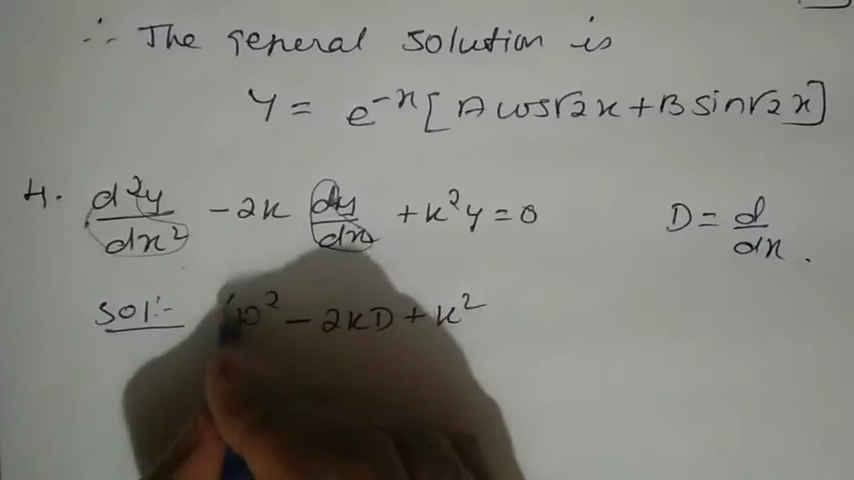 ∴ The general solution is
Y = e^{-x} [A cos√2x + B sin√2x]
4. d²y/dx² - 2k dy/dx + k²y = 0 D = d/dx.
Sol:- (D² - 2kD + k²